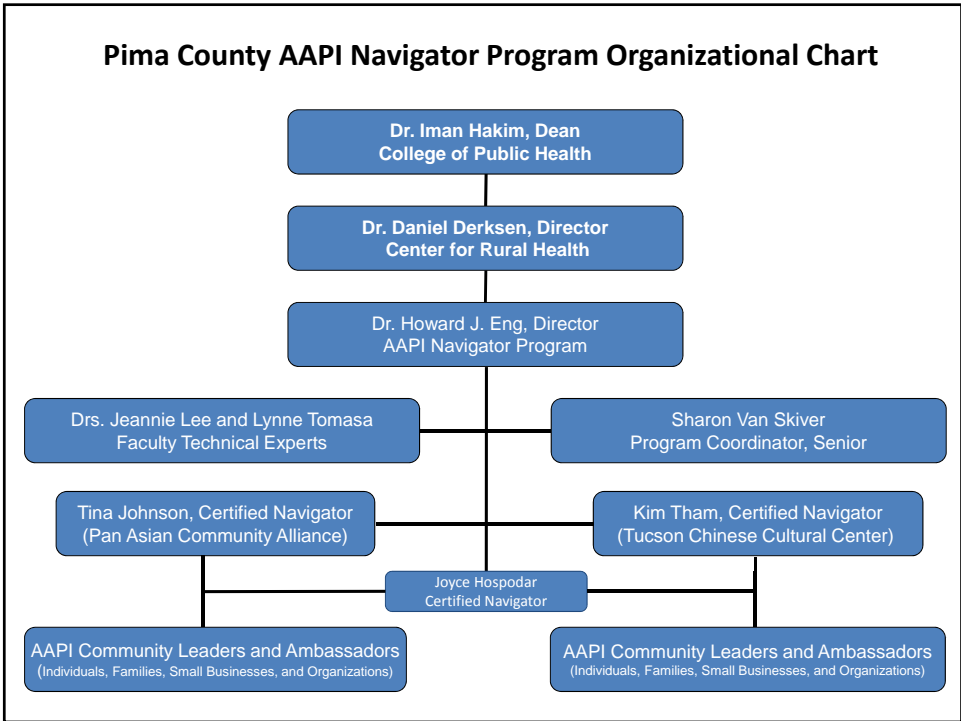 Pima County AAPI Navigator Program Organizational Chart
Dr. Iman Hakim, Dean
College of Public Health
Dr. Daniel Derksen, Director
Center for Rural Health
Dr. Howard J. Eng, Director
AAPI Navigator Program
Drs. Jeannie Lee and Lynne Tomasa
Faculty Technical Experts
Sharon Van Skiver
Program Coordinator, Senior
Tina Johnson, Certified Navigator
(Pan Asian Community Alliance)
Kim Tham, Certified Navigator
(Tucson Chinese Cultural Center)
Joyce Hospodar
Certified Navigator
AAPI Community Leaders and Ambassadors
(Individuals, Families, Small Businesses, and Organizations)
AAPI Community Leaders and Ambassadors
(Individuals, Families, Small Businesses, and Organizations)